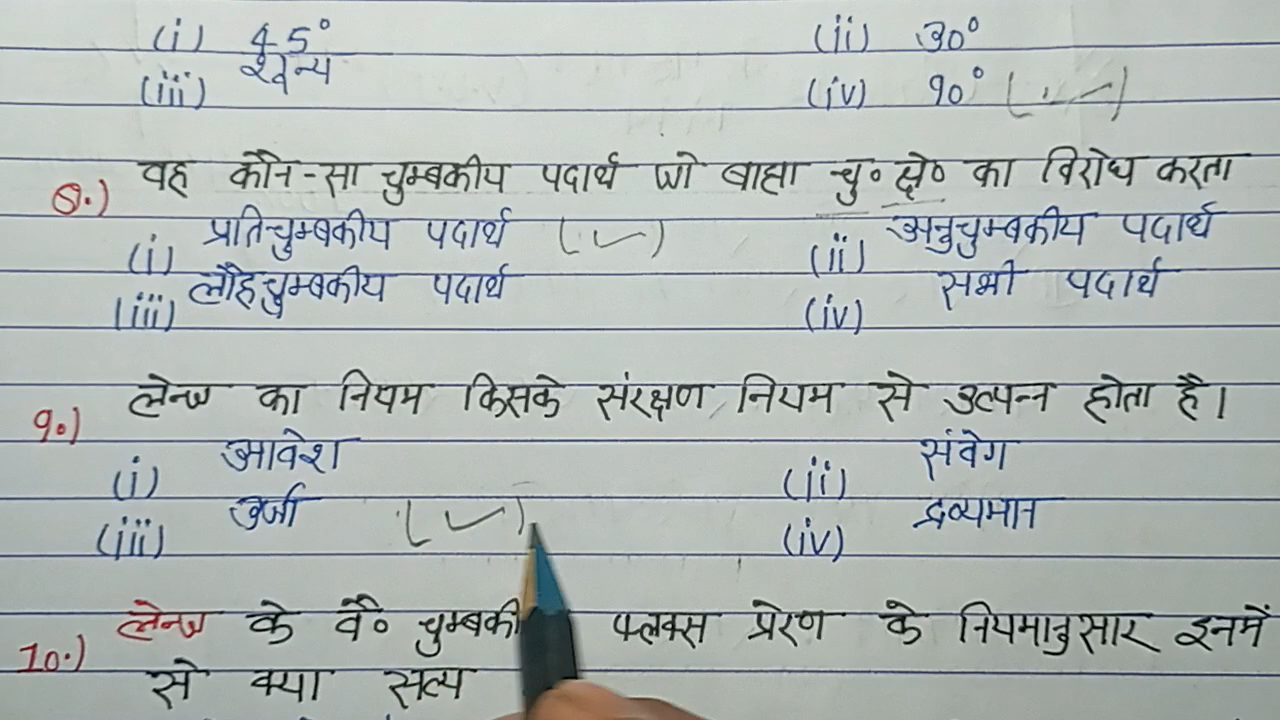 (i) 45° (ii) 30°
(iii) शून्य (iv) 90° (✓)
8.) वह कौन-सा चुम्बकीय पदार्थ जो बाह्य चु० क्षे० का विरोध करता
(i) प्रतिचुम्बकीय पदार्थ (✓) (ii) अनुचुम्बकीय पदार्थ
(iii) लौहचुम्बकीय पदार्थ (iv) सभी पदार्थ
9.) लेन्ज का नियम किसके संरक्षण नियम से उत्पन्न होता है।
(i) आवेश (ii) संवेग
(iii) उर्जा (✓) (iv) द्रव्यमान
10.) लेन्ज के वै० चुम्बकी फ्लक्स प्रेरण के नियमानुसार इनमें
से क्या सत्य